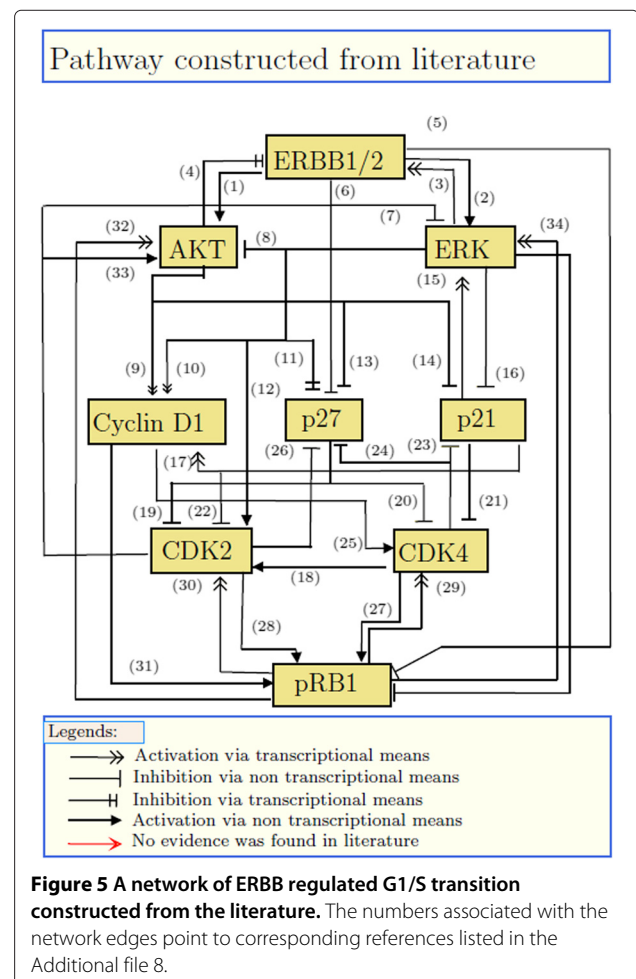 Pathway constructed from literature
(5)
ERBB1/2
(4)
(1)
(6)
(3)
(2)
(7)
(32)
(8)
(34)
AKT
ERK
(33)
(15)
(9)
(10)
(11)
(13)
(14)
(16)
(12)
Cyclin D1
p27
p21
(17)
(26)
(24)
(23)
(19)
(22)
(20)
(21)
(25)
CDK2
CDK4
(30)
(18)
(29)
(28)
(27)
(31)
pRB1
Legends:
Activation via transcriptional means
Inhibition via non transcriptional means
Inhibition via transcriptional means
Activation via non transcriptional means
No evidence was found in literature
Figure 5 A network of ERBB regulated G1/S transition
constructed from the literature. The numbers associated with the
network edges point to corresponding references listed in the
Additional file 8.